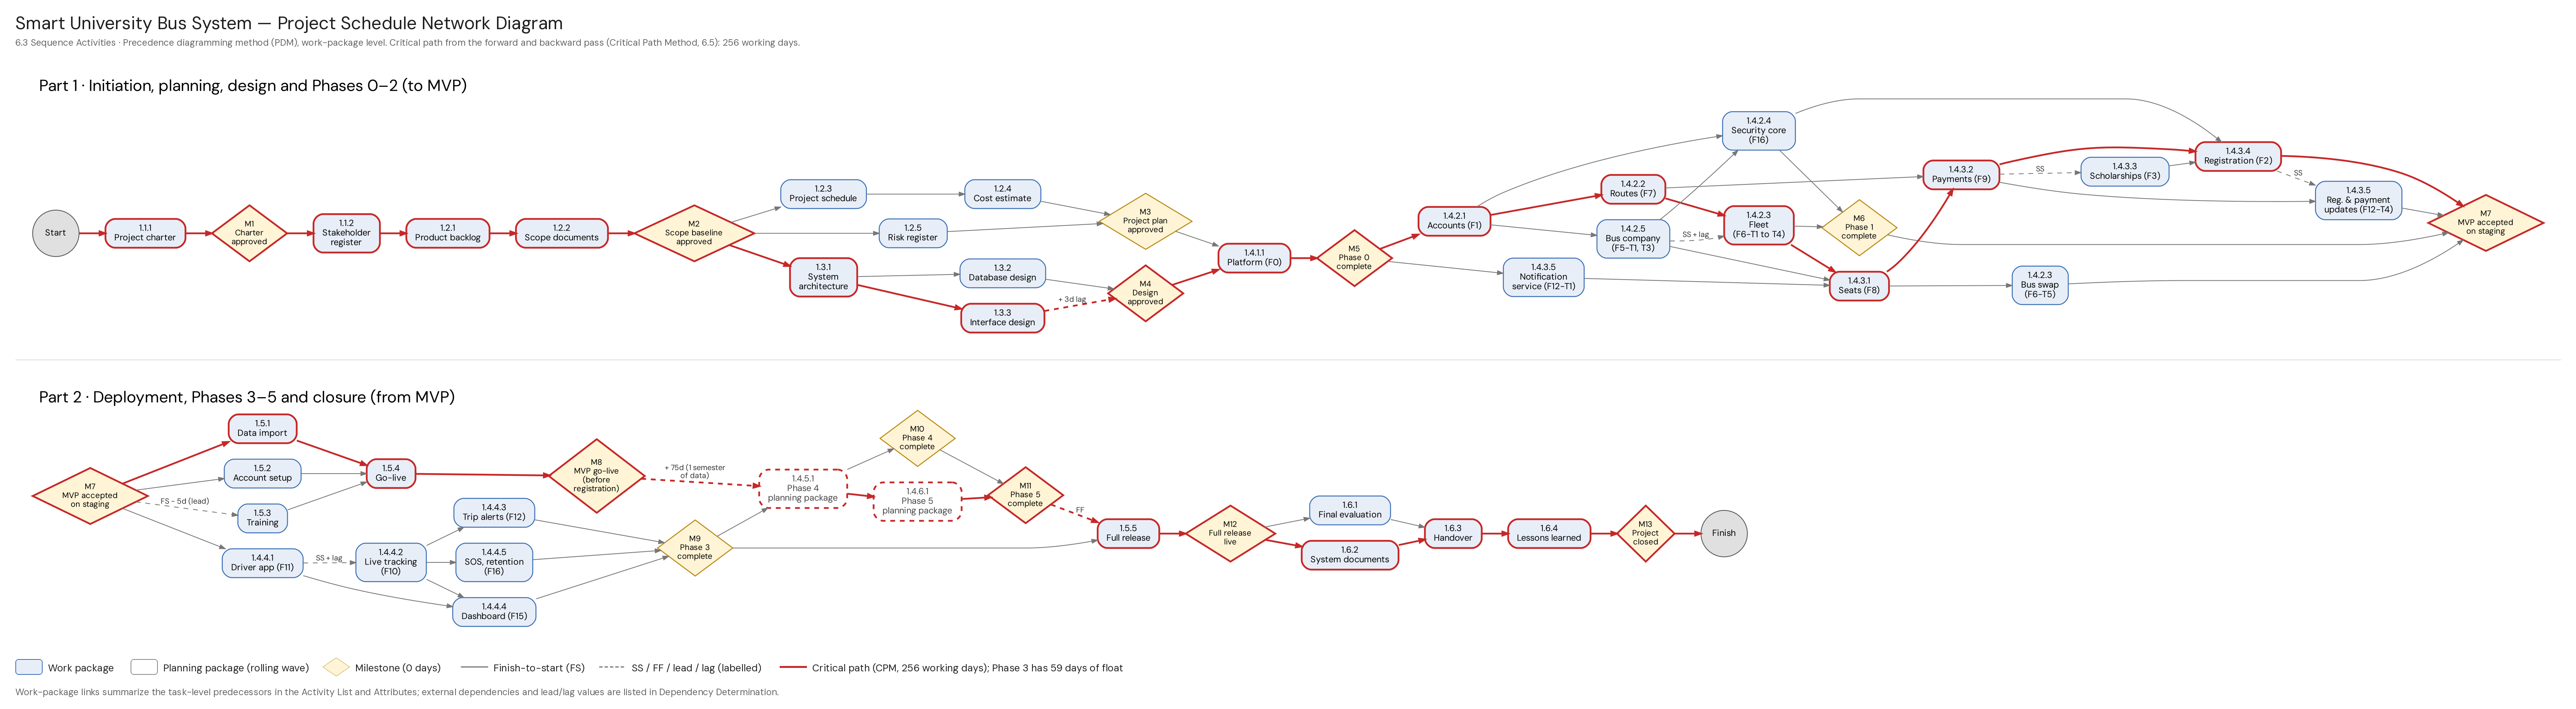 Smart University Bus System — Project Schedule Network Diagram
6.3 Sequence Activities · Precedence diagramming method (PDM), work-package level. Critical path from the forward and backward pass (Critical Path Method, 6.5): 256 working days.
Part 1 · Initiation, planning, design and Phases 0–2 (to MVP)
Start
1.1.1
Project charter
M1
Charter
approved
1.1.2
Stakeholder
register
1.2.1
Product backlog
1.2.2
Scope documents
M2
Scope baseline
approved
1.2.3
Project schedule
1.2.4
Cost estimate
1.2.5
Risk register
M3
Project plan
approved
1.3.1
System
architecture
1.3.2
Database design
1.3.3
Interface design
+ 3d lag
M4
Design
approved
1.4.1.1
Platform (F0)
M5
Phase 0
complete
1.4.2.1
Accounts (F1)
1.4.3.5
Notification
service (F12-T1)
1.4.2.2
Routes (F7)
1.4.2.5
Bus company
(F5-T1, T3)
SS + lag
1.4.2.4
Security core
(F16)
1.4.2.3
Fleet
(F6-T1 to T4)
M6
Phase 1
complete
1.4.3.1
Seats (F8)
1.4.3.2
Payments (F9)
SS
1.4.3.3
Scholarships (F3)
1.4.2.3
Bus swap
(F6-T5)
1.4.3.4
Registration (F2)
SS
1.4.3.5
Reg. & payment
updates (F12-T4)
M7
MVP accepted
on staging
Part 2 · Deployment, Phases 3–5 and closure (from MVP)
M7
MVP accepted
on staging
1.5.1
Data import
1.5.2
Account setup
FS − 5d (lead)
1.5.3
Training
1.5.4
Go-live
1.4.4.1
Driver app (F11)
SS + lag
1.4.4.2
Live tracking
(F10)
1.4.4.3
Trip alerts (F12)
1.4.4.5
SOS, retention
(F16)
1.4.4.4
Dashboard (F15)
M8
MVP go-live
(before
registration)
+ 75d (1 semester
of data)
M9
Phase 3
complete
1.4.5.1
Phase 4
planning package
M10
Phase 4
complete
1.4.6.1
Phase 5
planning package
M11
Phase 5
complete
FF
1.5.5
Full release
M12
Full release
live
1.6.1
Final evaluation
1.6.2
System documents
1.6.3
Handover
1.6.4
Lessons learned
M13
Project
closed
Finish
Work package
Planning package (rolling wave)
Milestone (0 days)
Finish-to-start (FS)
SS / FF / lead / lag (labelled)
Critical path (CPM, 256 working days); Phase 3 has 59 days of float
Work-package links summarize the task-level predecessors in the Activity List and Attributes; external dependencies and lead/lag values are listed in Dependency Determination.